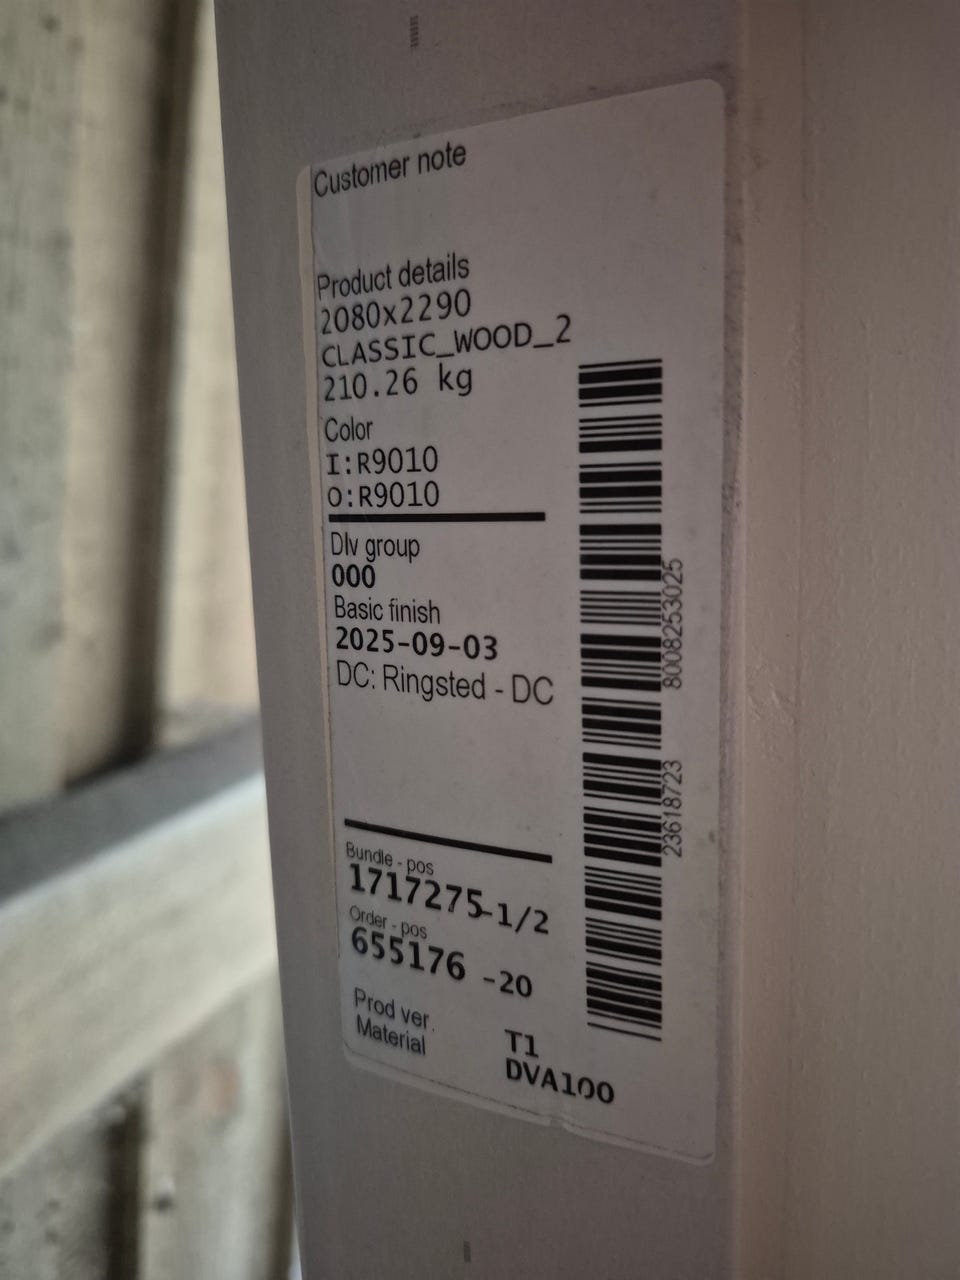 Customer note
Product details
2080x2290
CLASSIC_WOOD_2
210.26 kg
Color
I:R9010
O:R9010
Dlv group
000
Basic finish
2025-09-03
DC: Ringsted - DC
8008253025
23618723
Bundle - pos
1717275-1/2
Order - pos
655176 -20
Prod ver. T1
Material DVA100